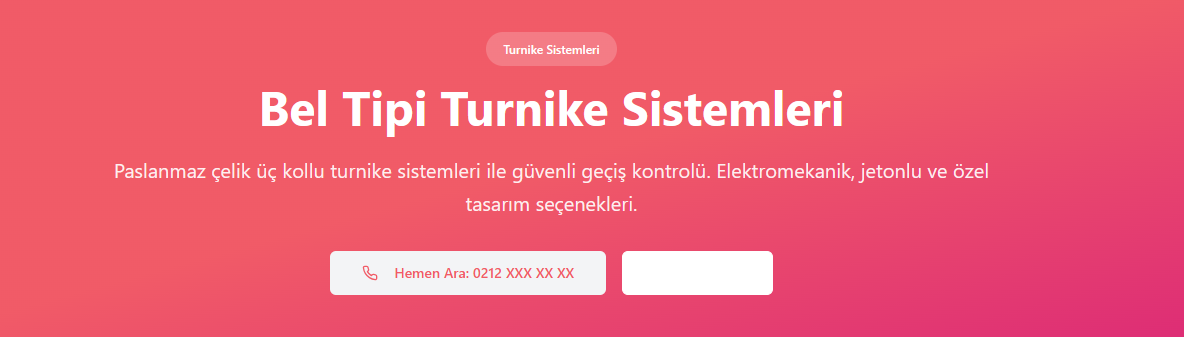 Turnike Sistemleri
Bel Tipi Turnike Sistemleri
Paslanmaz çelik üç kollu turnike sistemleri ile güvenli geçiş kontrolü. Elektromekanik, jetonlu ve özel
tasarım seçenekleri.
Hemen Ara: 0212 XXX XX XX